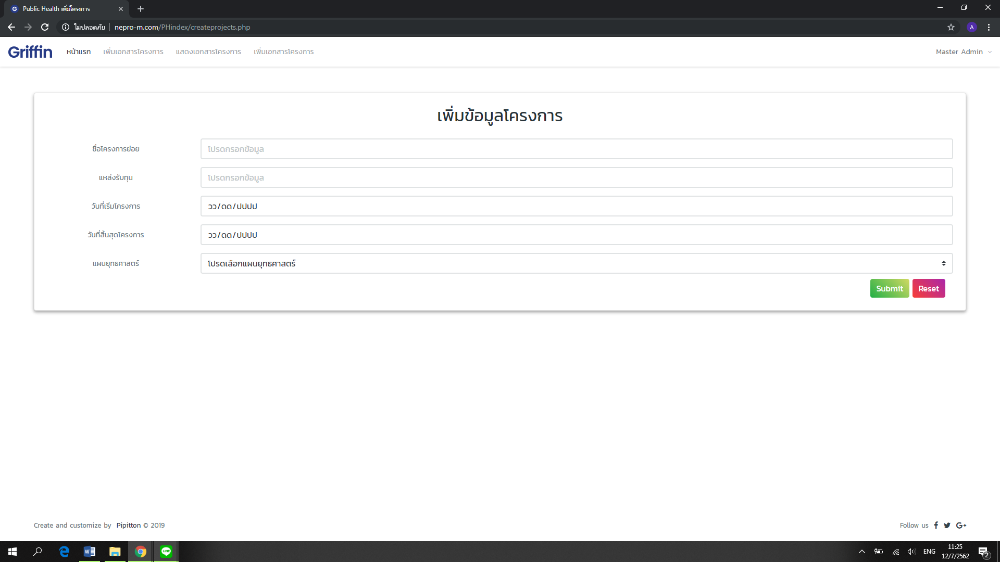 G Public Health เพิ่มโครงการ
ไม่ปลอดภัย nepro-m.com/PHindex/createprojects.php
A
Griffin หน้าแรก เพิ่มเอกสารโครงการ แสดงเอกสารโครงการ เพิ่มเอกสารโครงการ Master Admin
เพิ่มข้อมูลโครงการ
ชื่อโครงการย่อย โปรดกรอกข้อมูล
แหล่งรับทุน โปรดกรอกข้อมูล
วันที่เริ่มโครงการ วว/ดด/ปปปป
วันที่สิ้นสุดโครงการ วว/ดด/ปปปป
แผนยุทธศาสตร์ โปรดเลือกแผนยุทธศาสตร์
Submit Reset
Create and customize by Pipitton © 2019 Follow us G+
W LINE ENG 11:25
12/7/2562 2